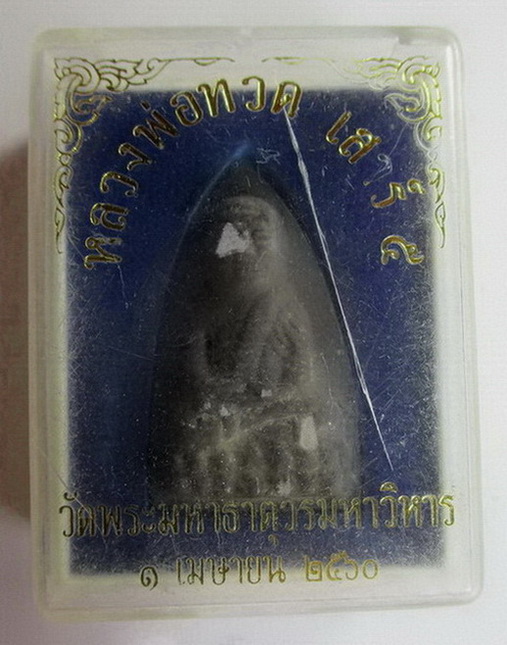 หลวงพ่อทวด เสาร์ ๕
วัดพระมหาธาตุวรมหาวิหาร
๑ เมษายน ๒๕๖๐